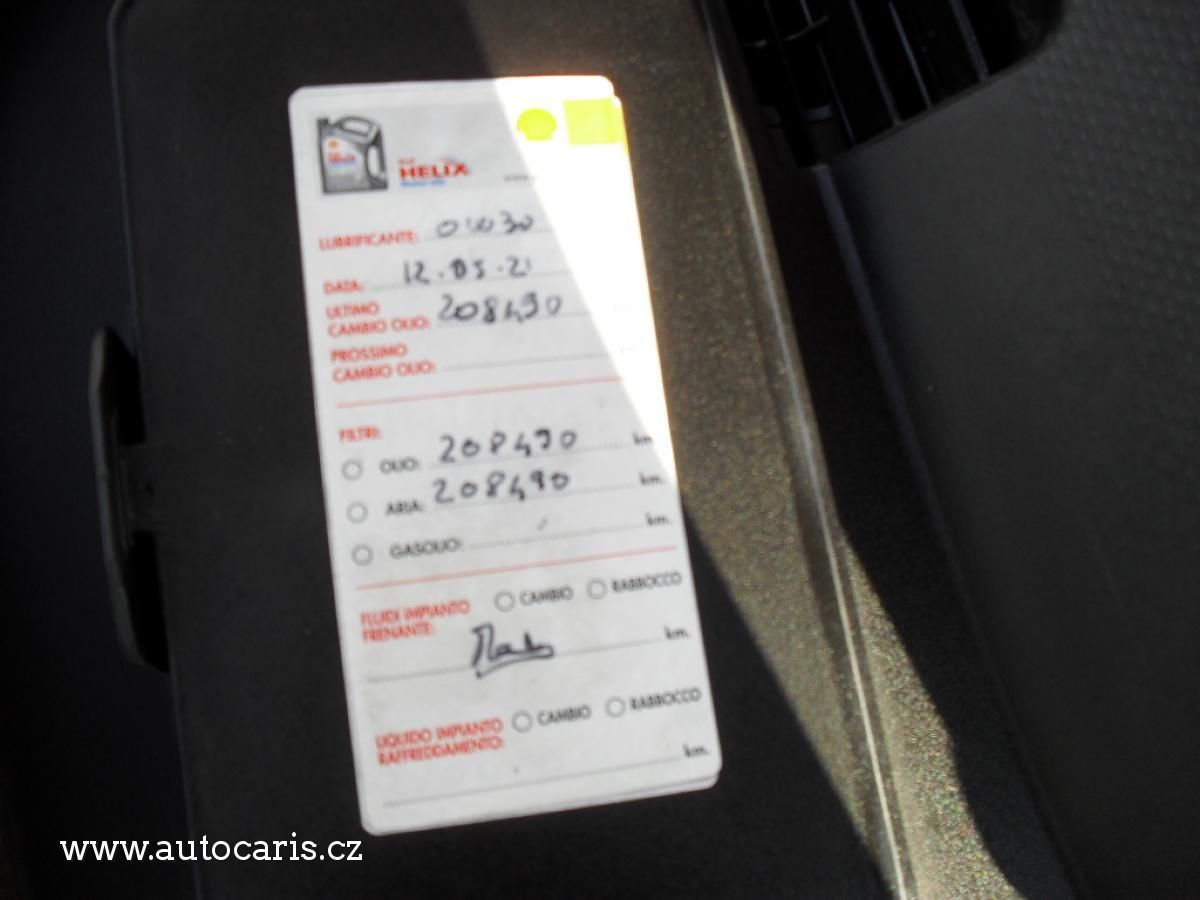 HELIX
LUBRIFICANTE: 0W30
DATA: 12.05.21
ULTIMO
CAMBIO OLIO: 208490
PROSSIMO
CAMBIO OLIO:
FILTRI:
OLIO: 208490 km
ARIA: 208490 km.
GASOLIO: km.
FLUIDI IMPIANTO FRENANTE: CAMBIO RABBOCCO
km.
LIQUIDO IMPIANTO RAFFREDDAMENTO: CAMBIO RABBOCCO
km.
www.autocaris.cz